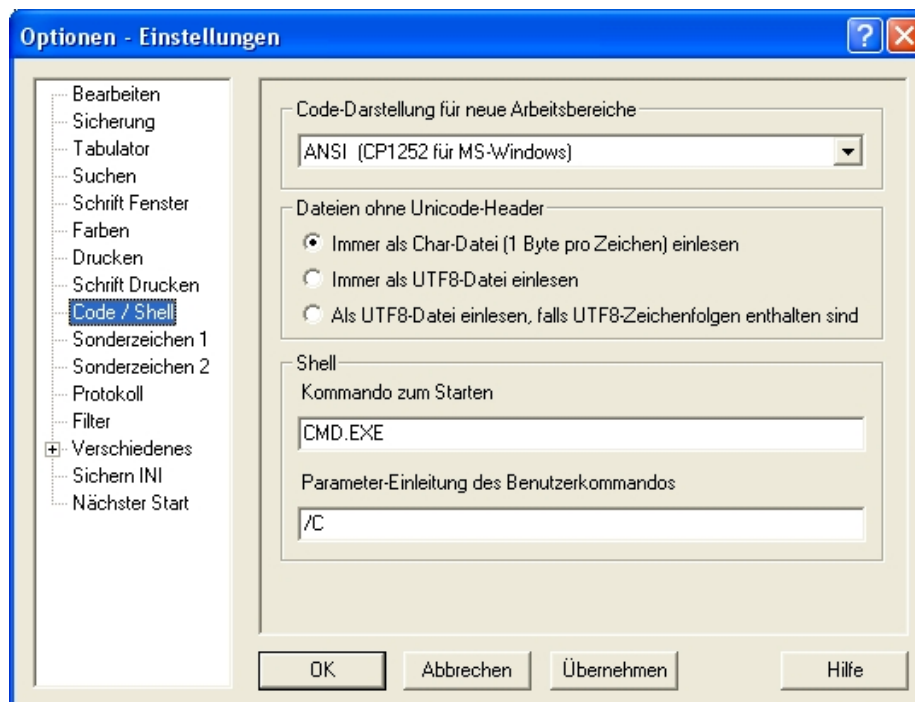 Optionen - Einstellungen
Bearbeiten
Sicherung
Tabulator
Suchen
Schrift Fenster
Farben
Drucken
Schrift Drucken
Code / Shell
Sonderzeichen 1
Sonderzeichen 2
Protokoll
Filter
Verschiedenes
Sichern INI
Nächster Start
Code-Darstellung für neue Arbeitsbereiche
ANSI (CP1252 für MS-Windows)
Dateien ohne Unicode-Header
Immer als Char-Datei (1 Byte pro Zeichen) einlesen
Immer als UTF8-Datei einlesen
Als UTF8-Datei einlesen, falls UTF8-Zeichenfolgen enthalten sind
Shell
Kommando zum Starten
CMD.EXE
Parameter-Einleitung des Benutzerkommandos
/C
OK Abbrechen Übernehmen Hilfe